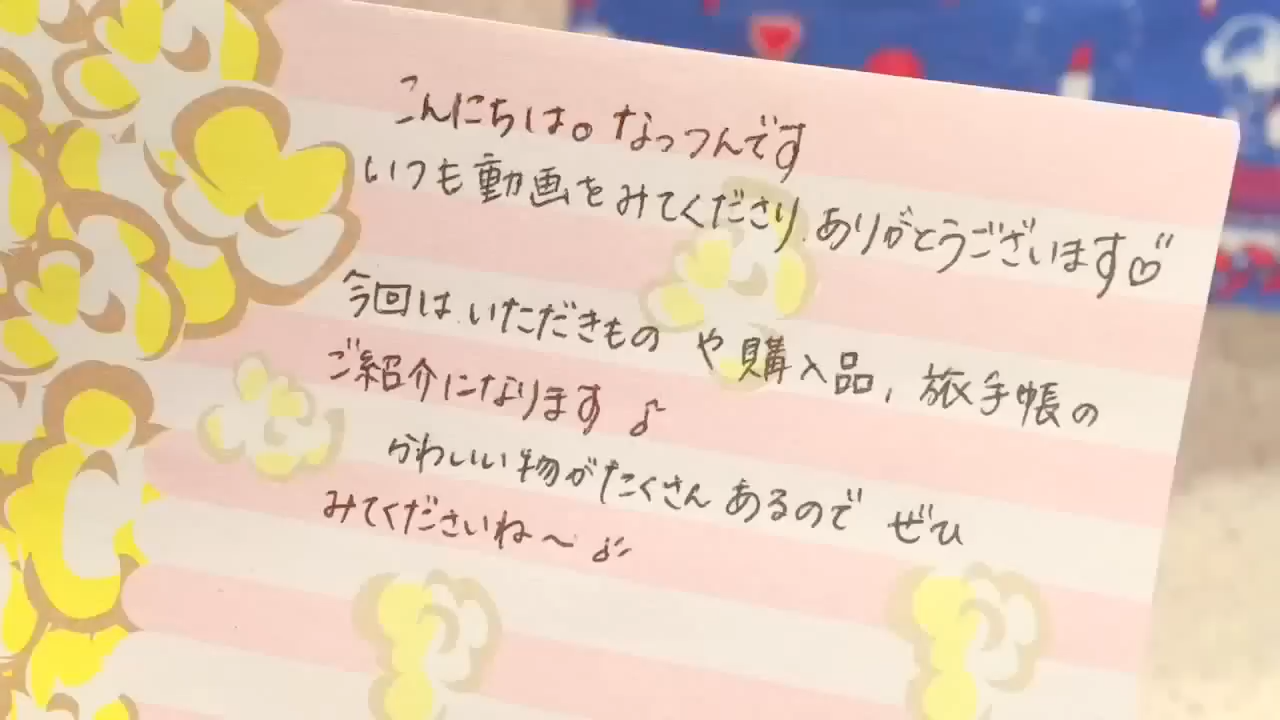 こんにちは。なっつんです
いつも動画をみてくださり、ありがとうございます♡"
今回は、いただきものや購入品、旅手帳の
ご紹介になります♪
かわいい物がたくさんあるので ぜひ
みてくださいね〜♪